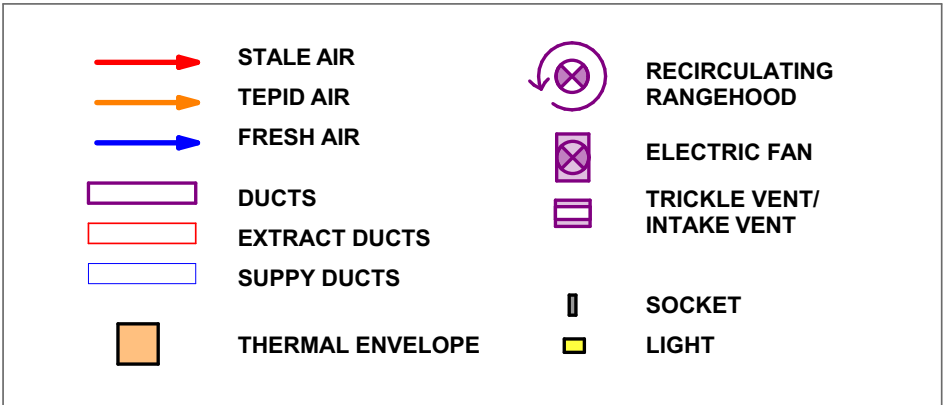 STALE AIR
TEPID AIR
FRESH AIR
DUCTS
EXTRACT DUCTS
SUPPY DUCTS
THERMAL ENVELOPE
RECIRCULATING
RANGEHOOD
ELECTRIC FAN
TRICKLE VENT/
INTAKE VENT
SOCKET
LIGHT